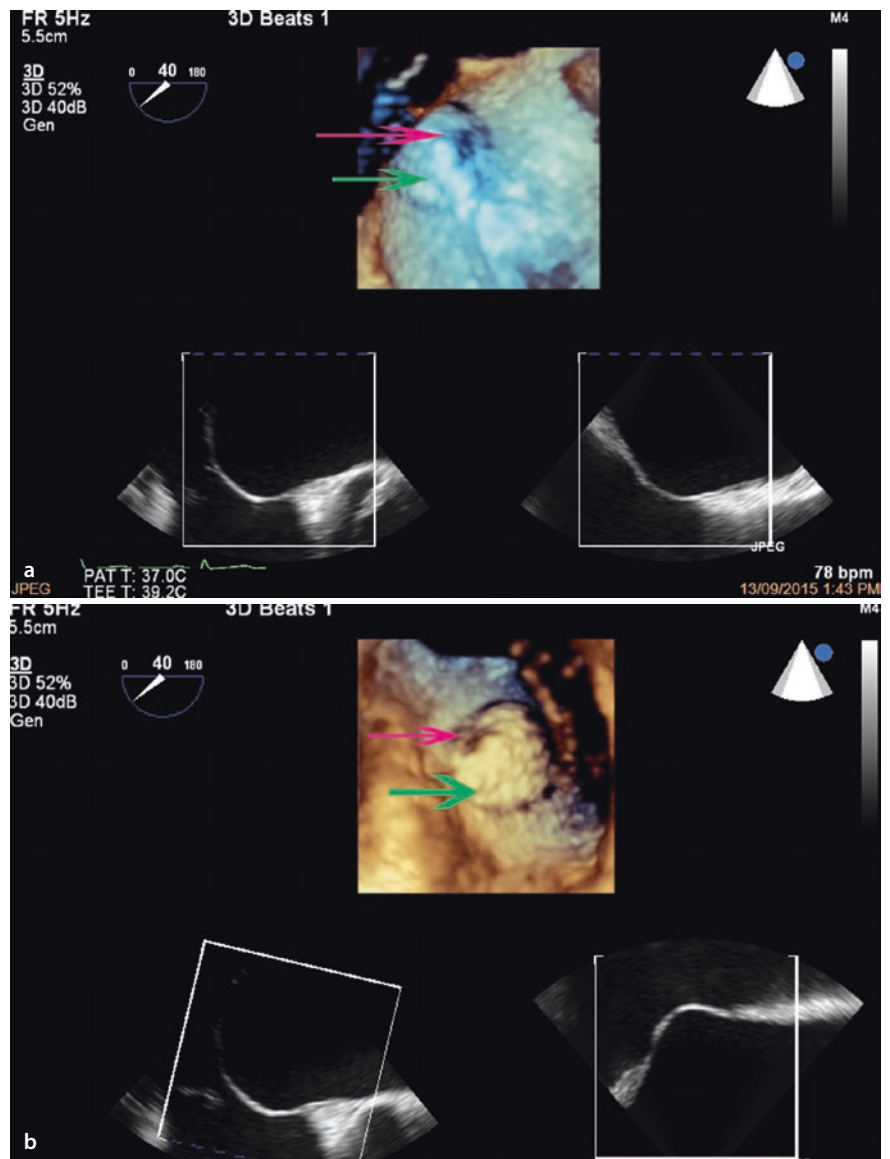 FR 5Hz
3D Beats 1
M4
5.5cm
3D
3D 52%
3D 40dB
Gen
0 40 180
JPEG
a
PAT T: 37.0C
TEE T: 39.2C
78 bpm
JPEG
13/09/2015 1:43 PM
FR 5Hz
3D Beats 1
M4
5.5cm
3D
3D 52%
3D 40dB
Gen
0 40 180
b